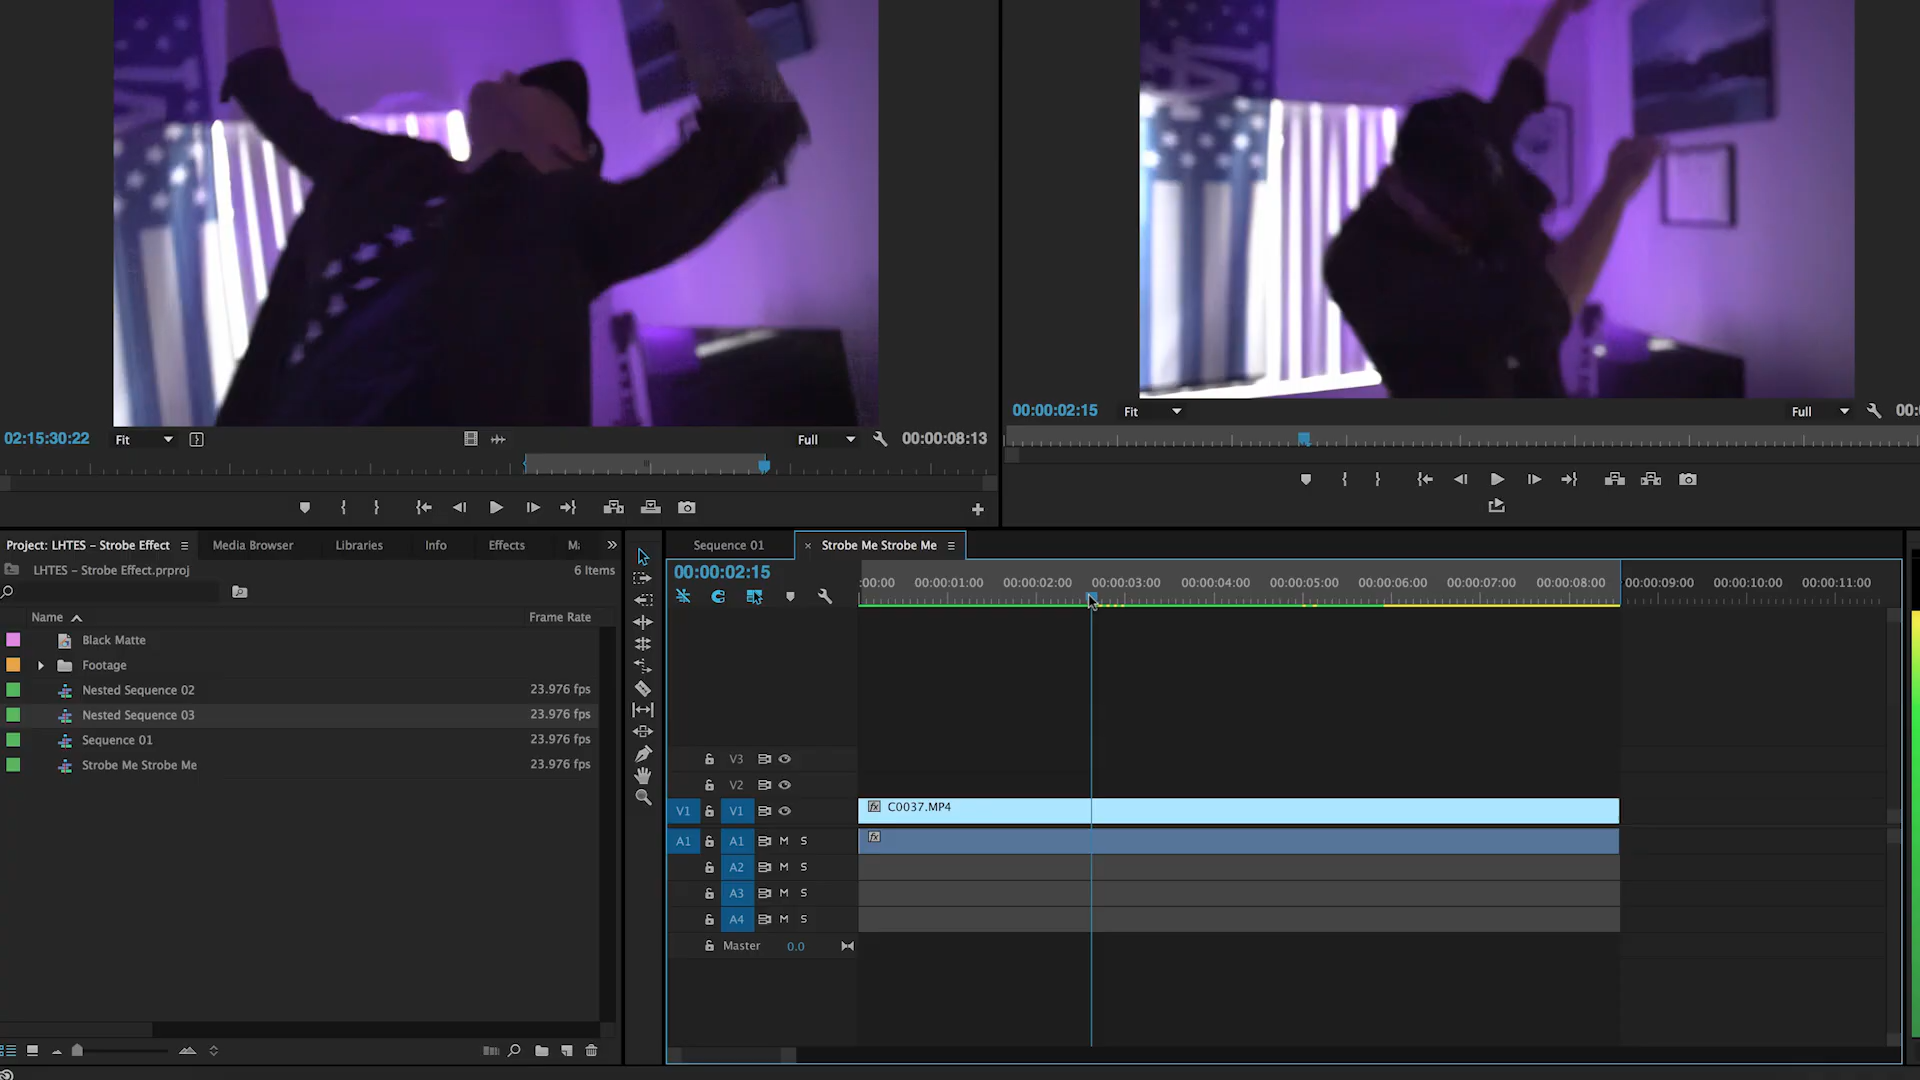 02:15:30:22 Fit Full 00:00:08:13
00:00:02:15 Fit Full 00:0
Project: LHTES – Strobe Effect Media Browser Libraries Info Effects
LHTES – Strobe Effect.prproj 6 Items
Name Frame Rate
Black Matte
Footage
Nested Sequence 02 23.976 fps
Nested Sequence 03 23.976 fps
Sequence 01 23.976 fps
Strobe Me Strobe Me 23.976 fps
Sequence 01 × Strobe Me Strobe Me
00:00:02:15
:00:00 00:00:01:00 00:00:02:00 00:00:03:00 00:00:04:00 00:00:05:00 00:00:06:00 00:00:07:00 00:00:08:00 00:00:09:00 00:00:10:00 00:00:11:00
V3
V2
V1 V1 fx C0037.MP4
A1 A1 M S fx
A2 M S
A3 M S
A4 M S
Master 0.0